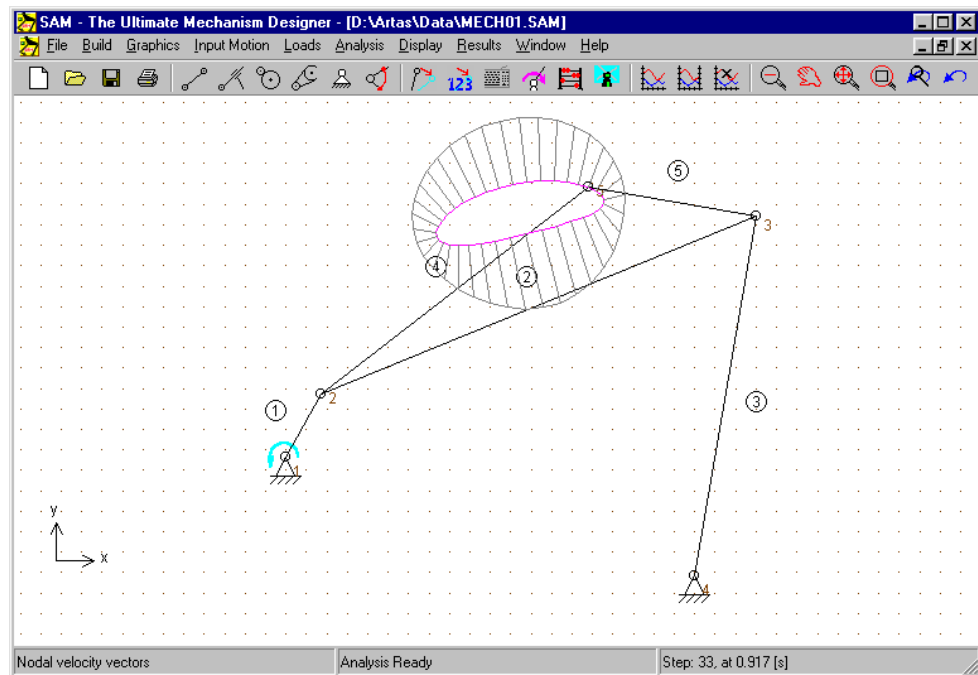 SAM - The Ultimate Mechanism Designer - [D:\Artas\Data\MECH01.SAM]
File Build Graphics Input Motion Loads Analysis Display Results Window Help
123
5
5
3
4
2
2
1
3
1
y
x
4
Nodal velocity vectors Analysis Ready Step: 33, at 0.917 [s]